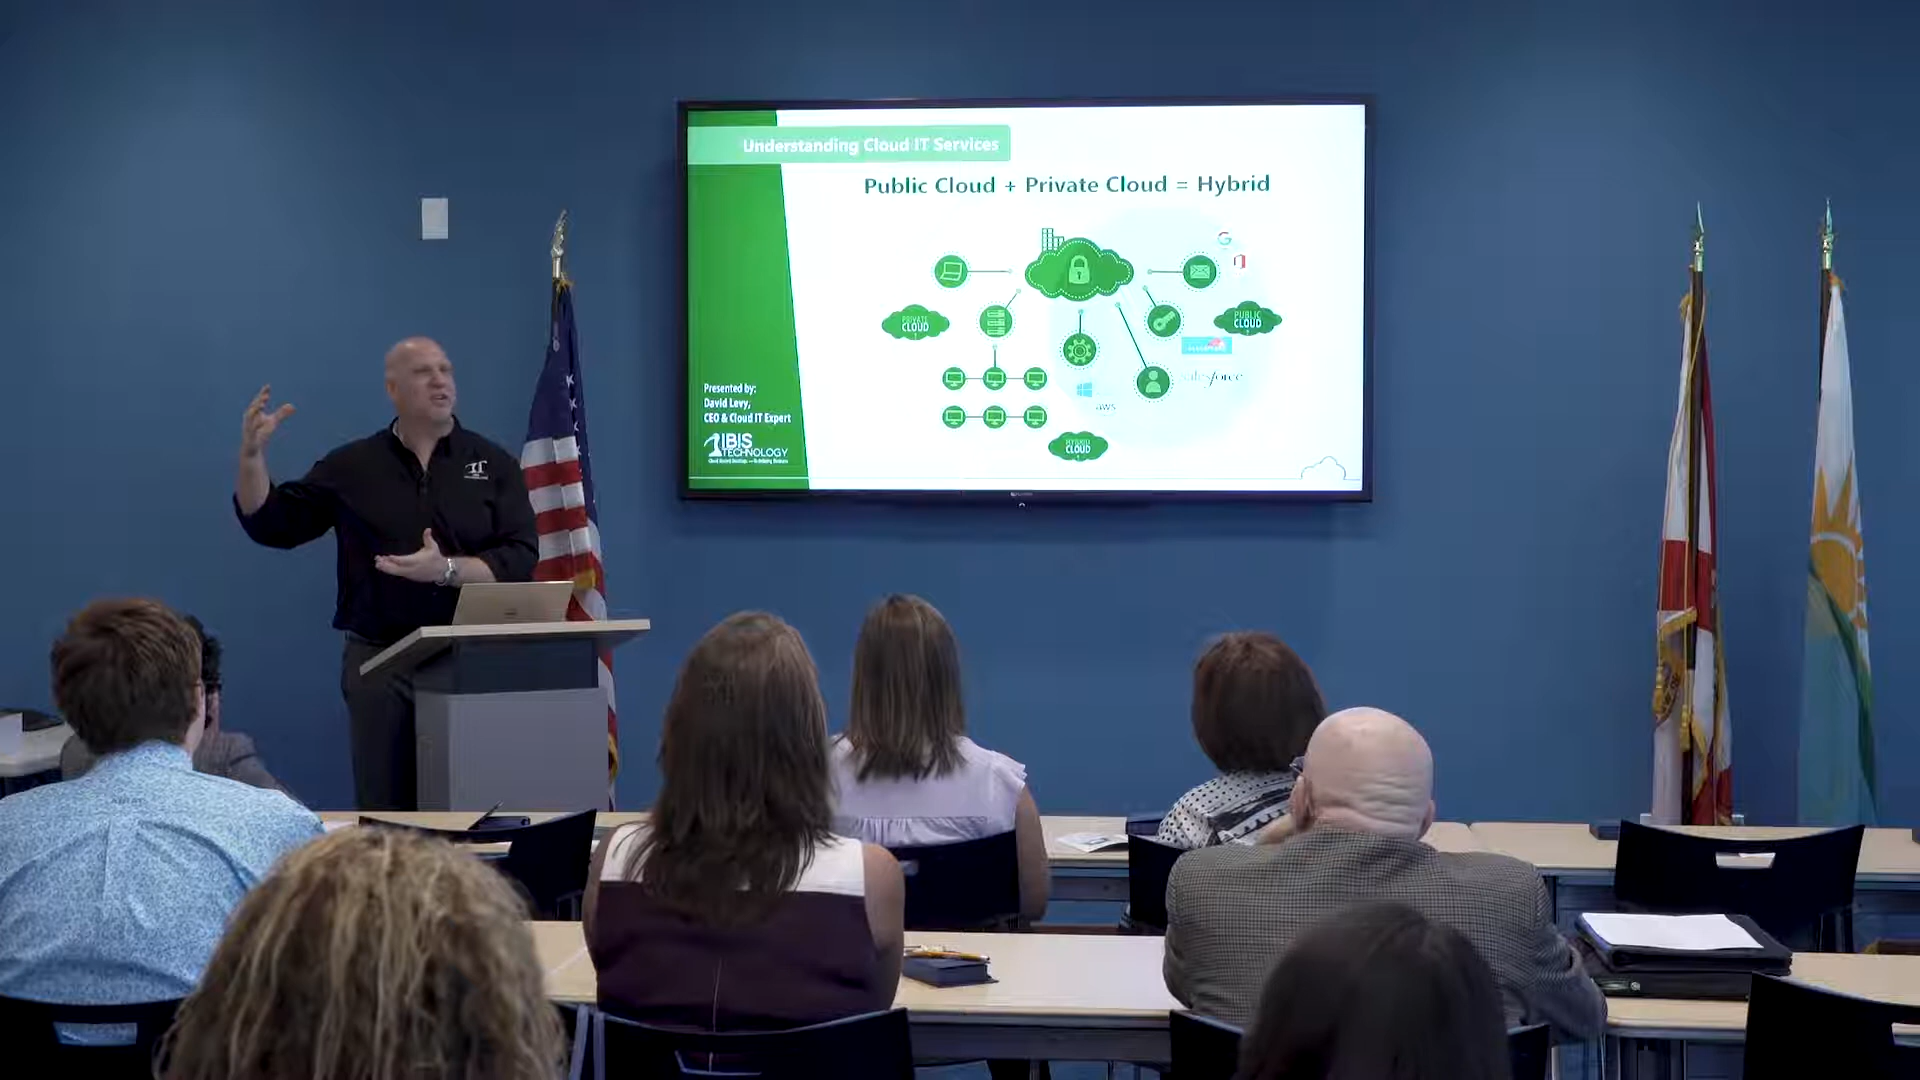 Understanding Cloud IT Services
Public Cloud + Private Cloud = Hybrid
PRIVATE
CLOUD
PUBLIC
CLOUD
salesforce
aws
HYBRID
CLOUD
Presented by:
David Levy,
CEO & Cloud IT Expert
IBIS
TECHNOLOGY